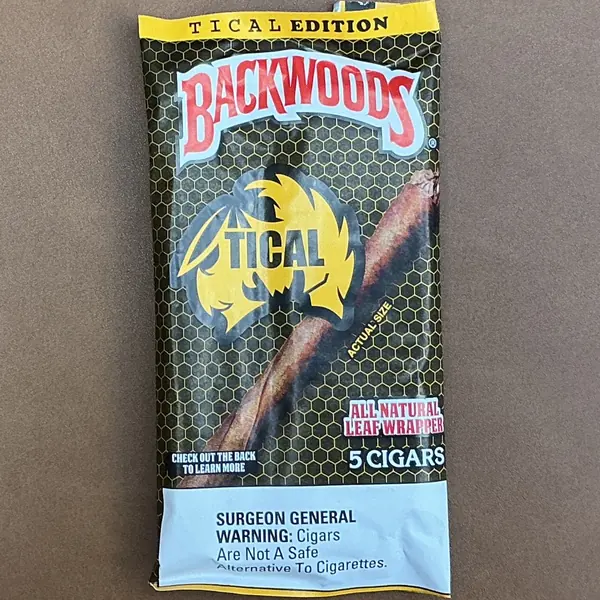 TICAL EDITION
BACKWOODS
®
TICAL
ACTUAL SIZE
ALL NATURAL
LEAF WRAPPER
CHECK OUT THE BACK
TO LEARN MORE
5 CIGARS
SURGEON GENERAL
WARNING: Cigars
Are Not A Safe
Alternative To Cigarettes.